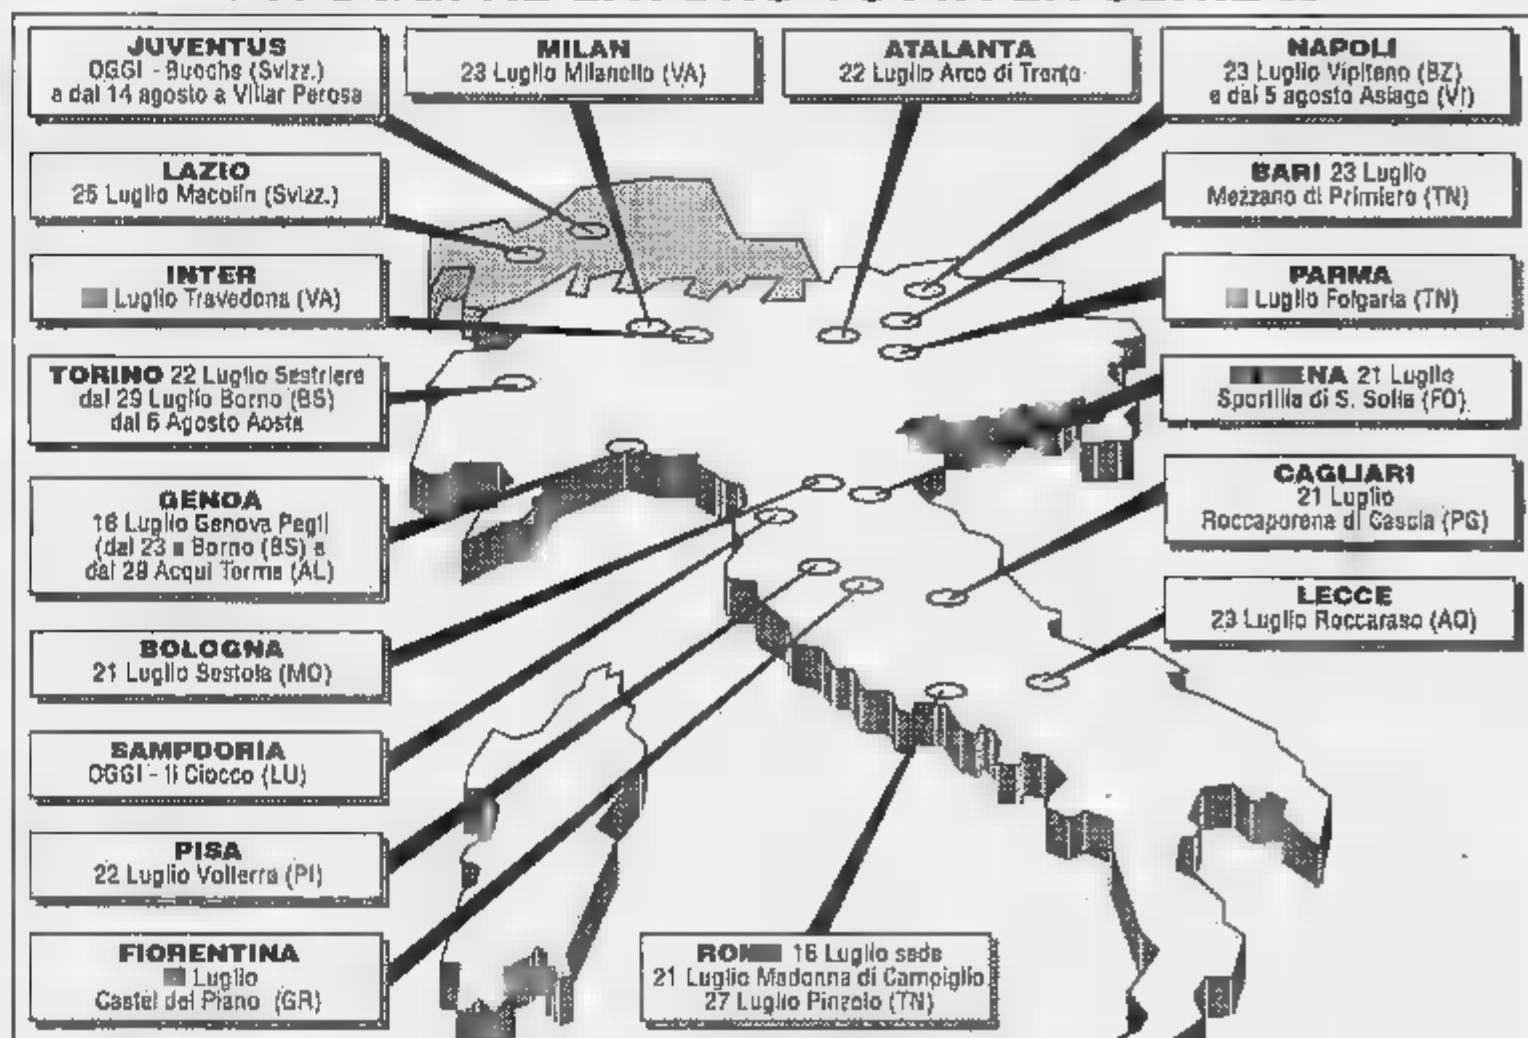 JUVENTUS
OGGI - Buochs (Svizz.)
e dal 14 agosto a Villar Perosa
MILAN
23 Luglio Milanello (VA)
ATALANTA
22 Luglio Arco di Trento
NAPOLI
23 Luglio Vipiteno (BZ)
e dal 5 agosto Asiago (VI)
LAZIO
25 Luglio Macolin (Svizz.)
BARI 23 Luglio
Mezzano di Primiero (TN)
INTER
Luglio Travedona (VA)
PARMA
Luglio Folgaria (TN)
TORINO 22 Luglio Sestriere
dal 29 Luglio Borno (BS)
dal 6 Agosto Aosta
ENA 21 Luglio
Sportilia di S. Sofia (FO)
GENOA
16 Luglio Genova Pegli
(dal 23 a Borno (BS) e
dal 29 Acqui Terme (AL)
CAGLIARI
21 Luglio
Roccaporena di Cascia (PG)
BOLOGNA
21 Luglio Sestola (MO)
LECCE
23 Luglio Roccaraso (AQ)
SAMPDORIA
OGGI - Il Ciocco (LU)
PISA
22 Luglio Volterra (PI)
FIORENTINA
Luglio
Castel del Piano (GR)
16 Luglio sede
21 Luglio Madonna di Campiglio
27 Luglio Pinzolo (TN)